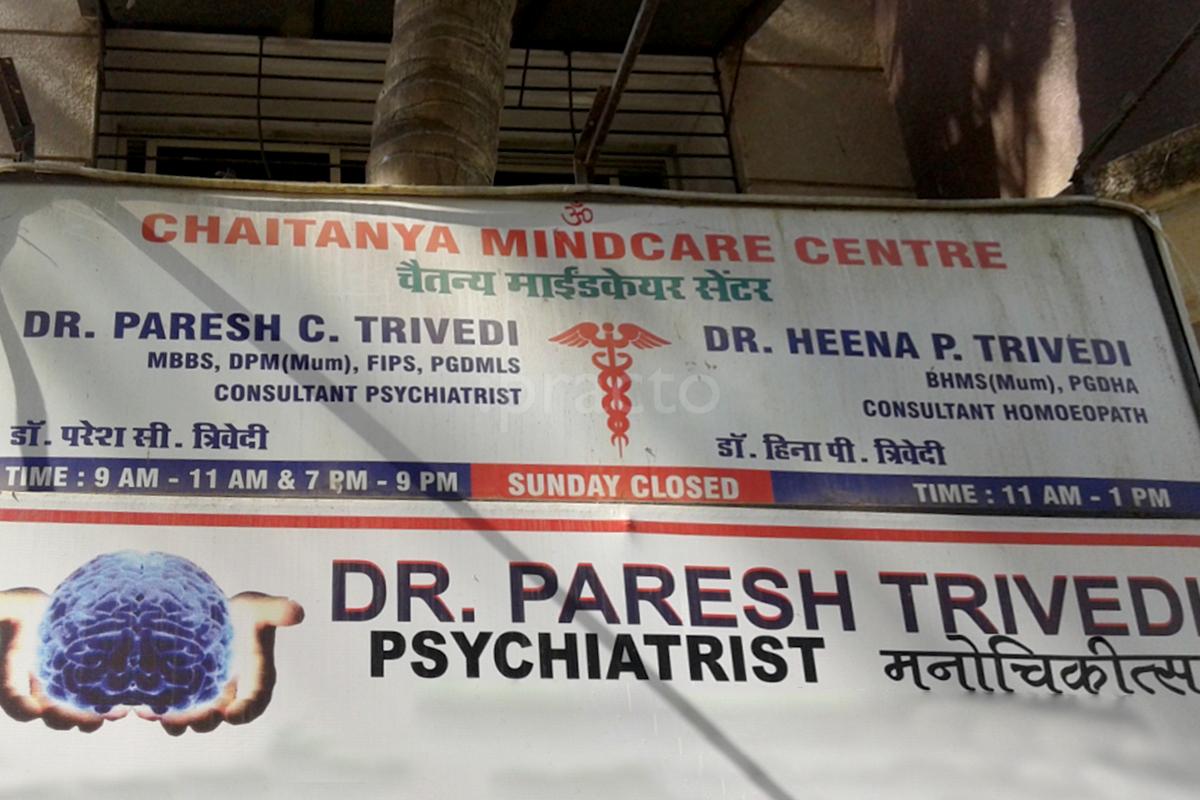 ॐ
CHAITANYA MINDCARE CENTRE
चैतन्य माईंडकेयर सेंटर
DR. PARESH C. TRIVEDI
MBBS, DPM(Mum), FIPS, PGDMLS
CONSULTANT PSYCHIATRIST
डॉ. परेश सी. त्रिवेदी
DR. HEENA P. TRIVEDI
BHMS(Mum), PGDHA
CONSULTANT HOMOEOPATH
डॉ. हिना पी. त्रिवेदी
practo
TIME : 9 AM - 11 AM & 7 PM - 9 PM
SUNDAY CLOSED
TIME : 11 AM - 1 PM
DR. PARESH TRIVEDI
PSYCHIATRIST